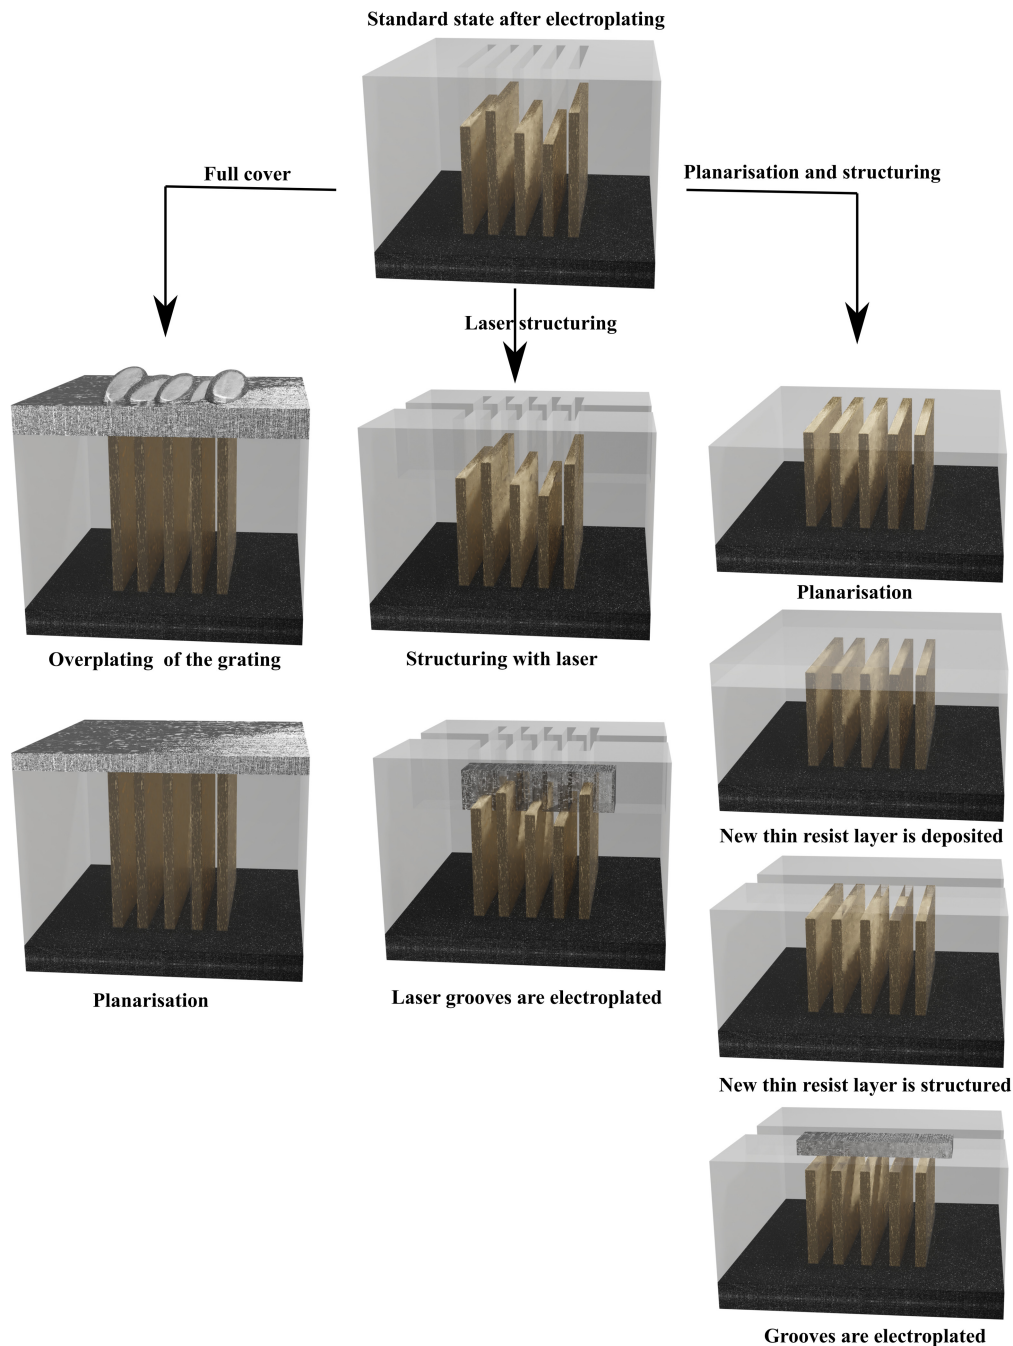 Standard state after electroplating
Full cover
Planarisation and structuring
Laser structuring
Overplating of the grating
Structuring with laser
Planarisation
New thin resist layer is deposited
Planarisation
Laser grooves are electroplated
New thin resist layer is structured
Grooves are electroplated